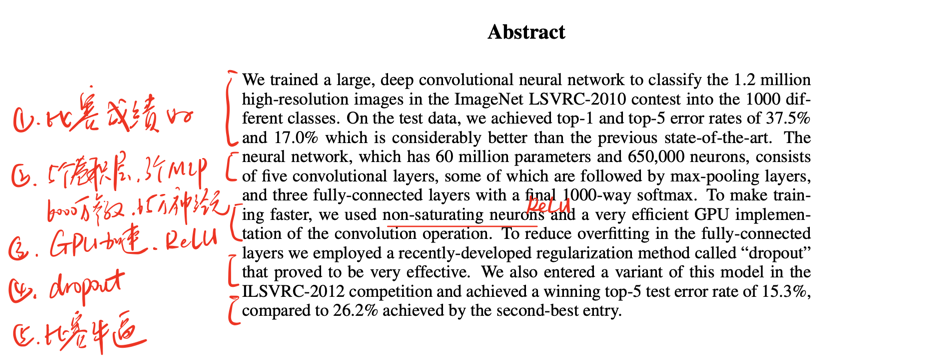 Abstract
We trained a large, deep convolutional neural network to classify the 1.2 million
high-resolution images in the ImageNet LSVRC-2010 contest into the 1000 dif-
ferent classes. On the test data, we achieved top-1 and top-5 error rates of 37.5%
and 17.0% which is considerably better than the previous state-of-the-art. The
neural network, which has 60 million parameters and 650,000 neurons, consists
of five convolutional layers, some of which are followed by max-pooling layers,
and three fully-connected layers with a final 1000-way softmax. To make train-
ReLU
ing faster, we used non-saturating neurons and a very efficient GPU implemen-
tation of the convolution operation. To reduce overfitting in the fully-connected
layers we employed a recently-developed regularization method called “dropout”
that proved to be very effective. We also entered a variant of this model in the
ILSVRC-2012 competition and achieved a winning top-5 test error rate of 15.3%,
compared to 26.2% achieved by the second-best entry.
①. 比赛成绩
②. 5个卷积层. 3个MLP
6000万参数. 65万神经元
③. GPU加速. ReLU
④. dropout
⑤. 比赛牛逼